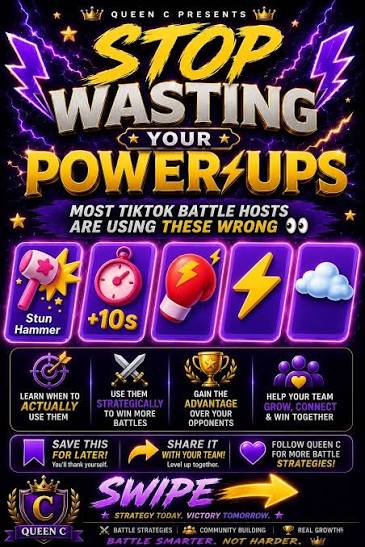 QUEEN C PRESENTS
STOP
WASTING
YOUR
POWER⚡UPS
MOST TIKTOK BATTLE HOSTS
ARE USING THESE WRONG 👀
Stun
Hammer
+10s
LEARN WHEN TO
ACTUALLY
USE THEM
USE THEM
STRATEGICALLY
TO WIN MORE
BATTLES
GAIN THE
ADVANTAGE
OVER YOUR
OPPONENTS
HELP YOUR TEAM
GROW, CONNECT
& WIN TOGETHER
SAVE THIS
FOR LATER!
You'll thank yourself.
SHARE IT
WITH YOUR TEAM!
Level up together.
FOLLOW QUEEN C
FOR MORE BATTLE
STRATEGIES!
SWIPE
STRATEGY TODAY. VICTORY TOMORROW.
C
QUEEN C
BATTLE STRATEGIES
COMMUNITY BUILDING
REAL GROWTH
BATTLE SMARTER. NOT HARDER.